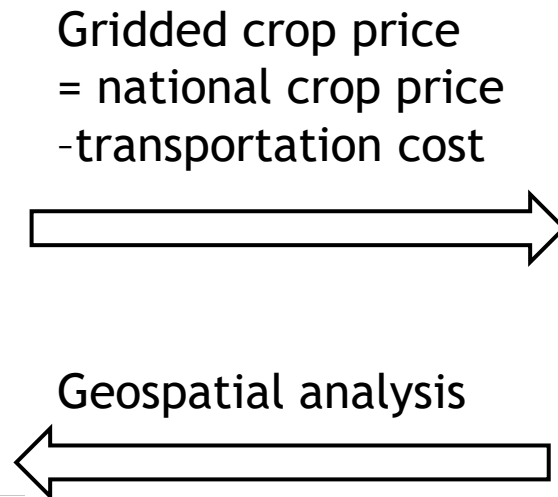 Gridded crop price
= national crop price
-transportation cost
Geospatial analysis